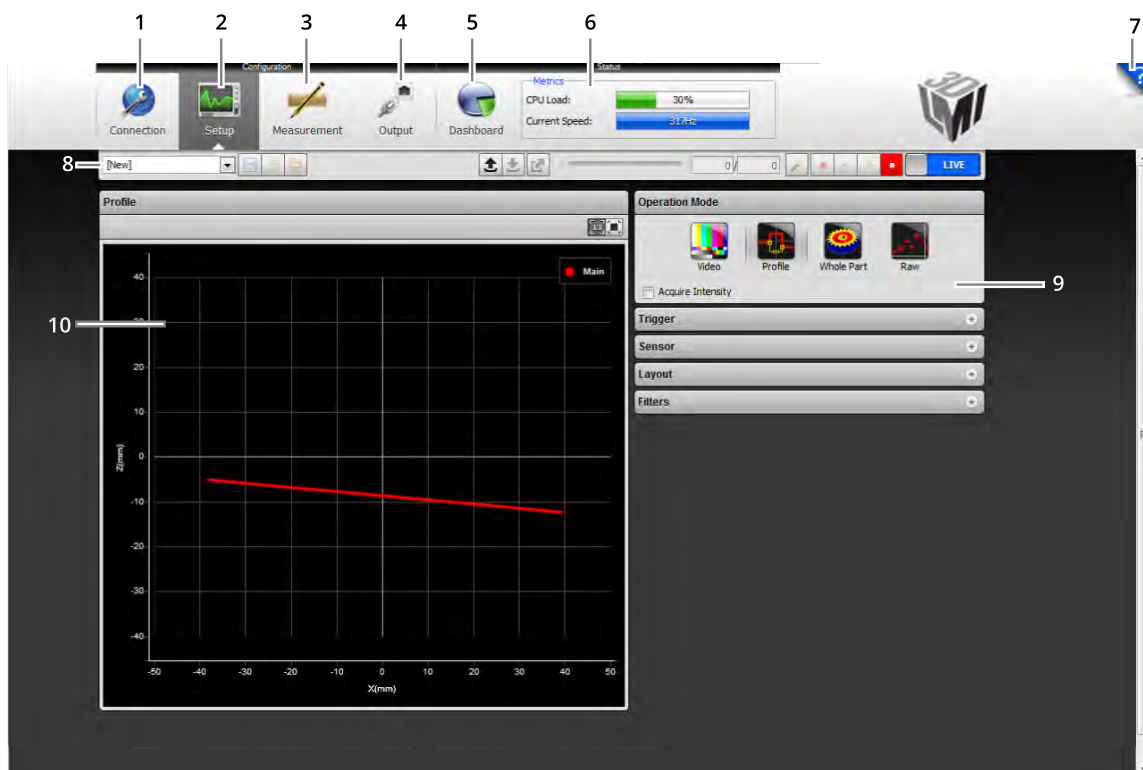 1 2 3 4 5 6 7
Configuration Status
Metrics
CPU Load: 30%
Current Speed: 317Hz
Connection Setup Measurement Output Dashboard
?
3D
LMI
8 [New] 0/ 0 LIVE
Profile
Operation Mode
Video Profile Whole Part Raw
Acquire Intensity
9
Main
10
Trigger
Sensor
Layout
Filters
40
30
20
10
0
-10
-20
-30
-40
Z(mm)
-50 -40 -30 -20 -10 0 10 20 30 40 50
X(mm)